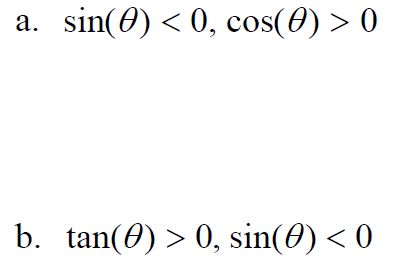 a. sin(θ) < 0, cos(θ) > 0
b. tan(θ) > 0, sin(θ) < 0